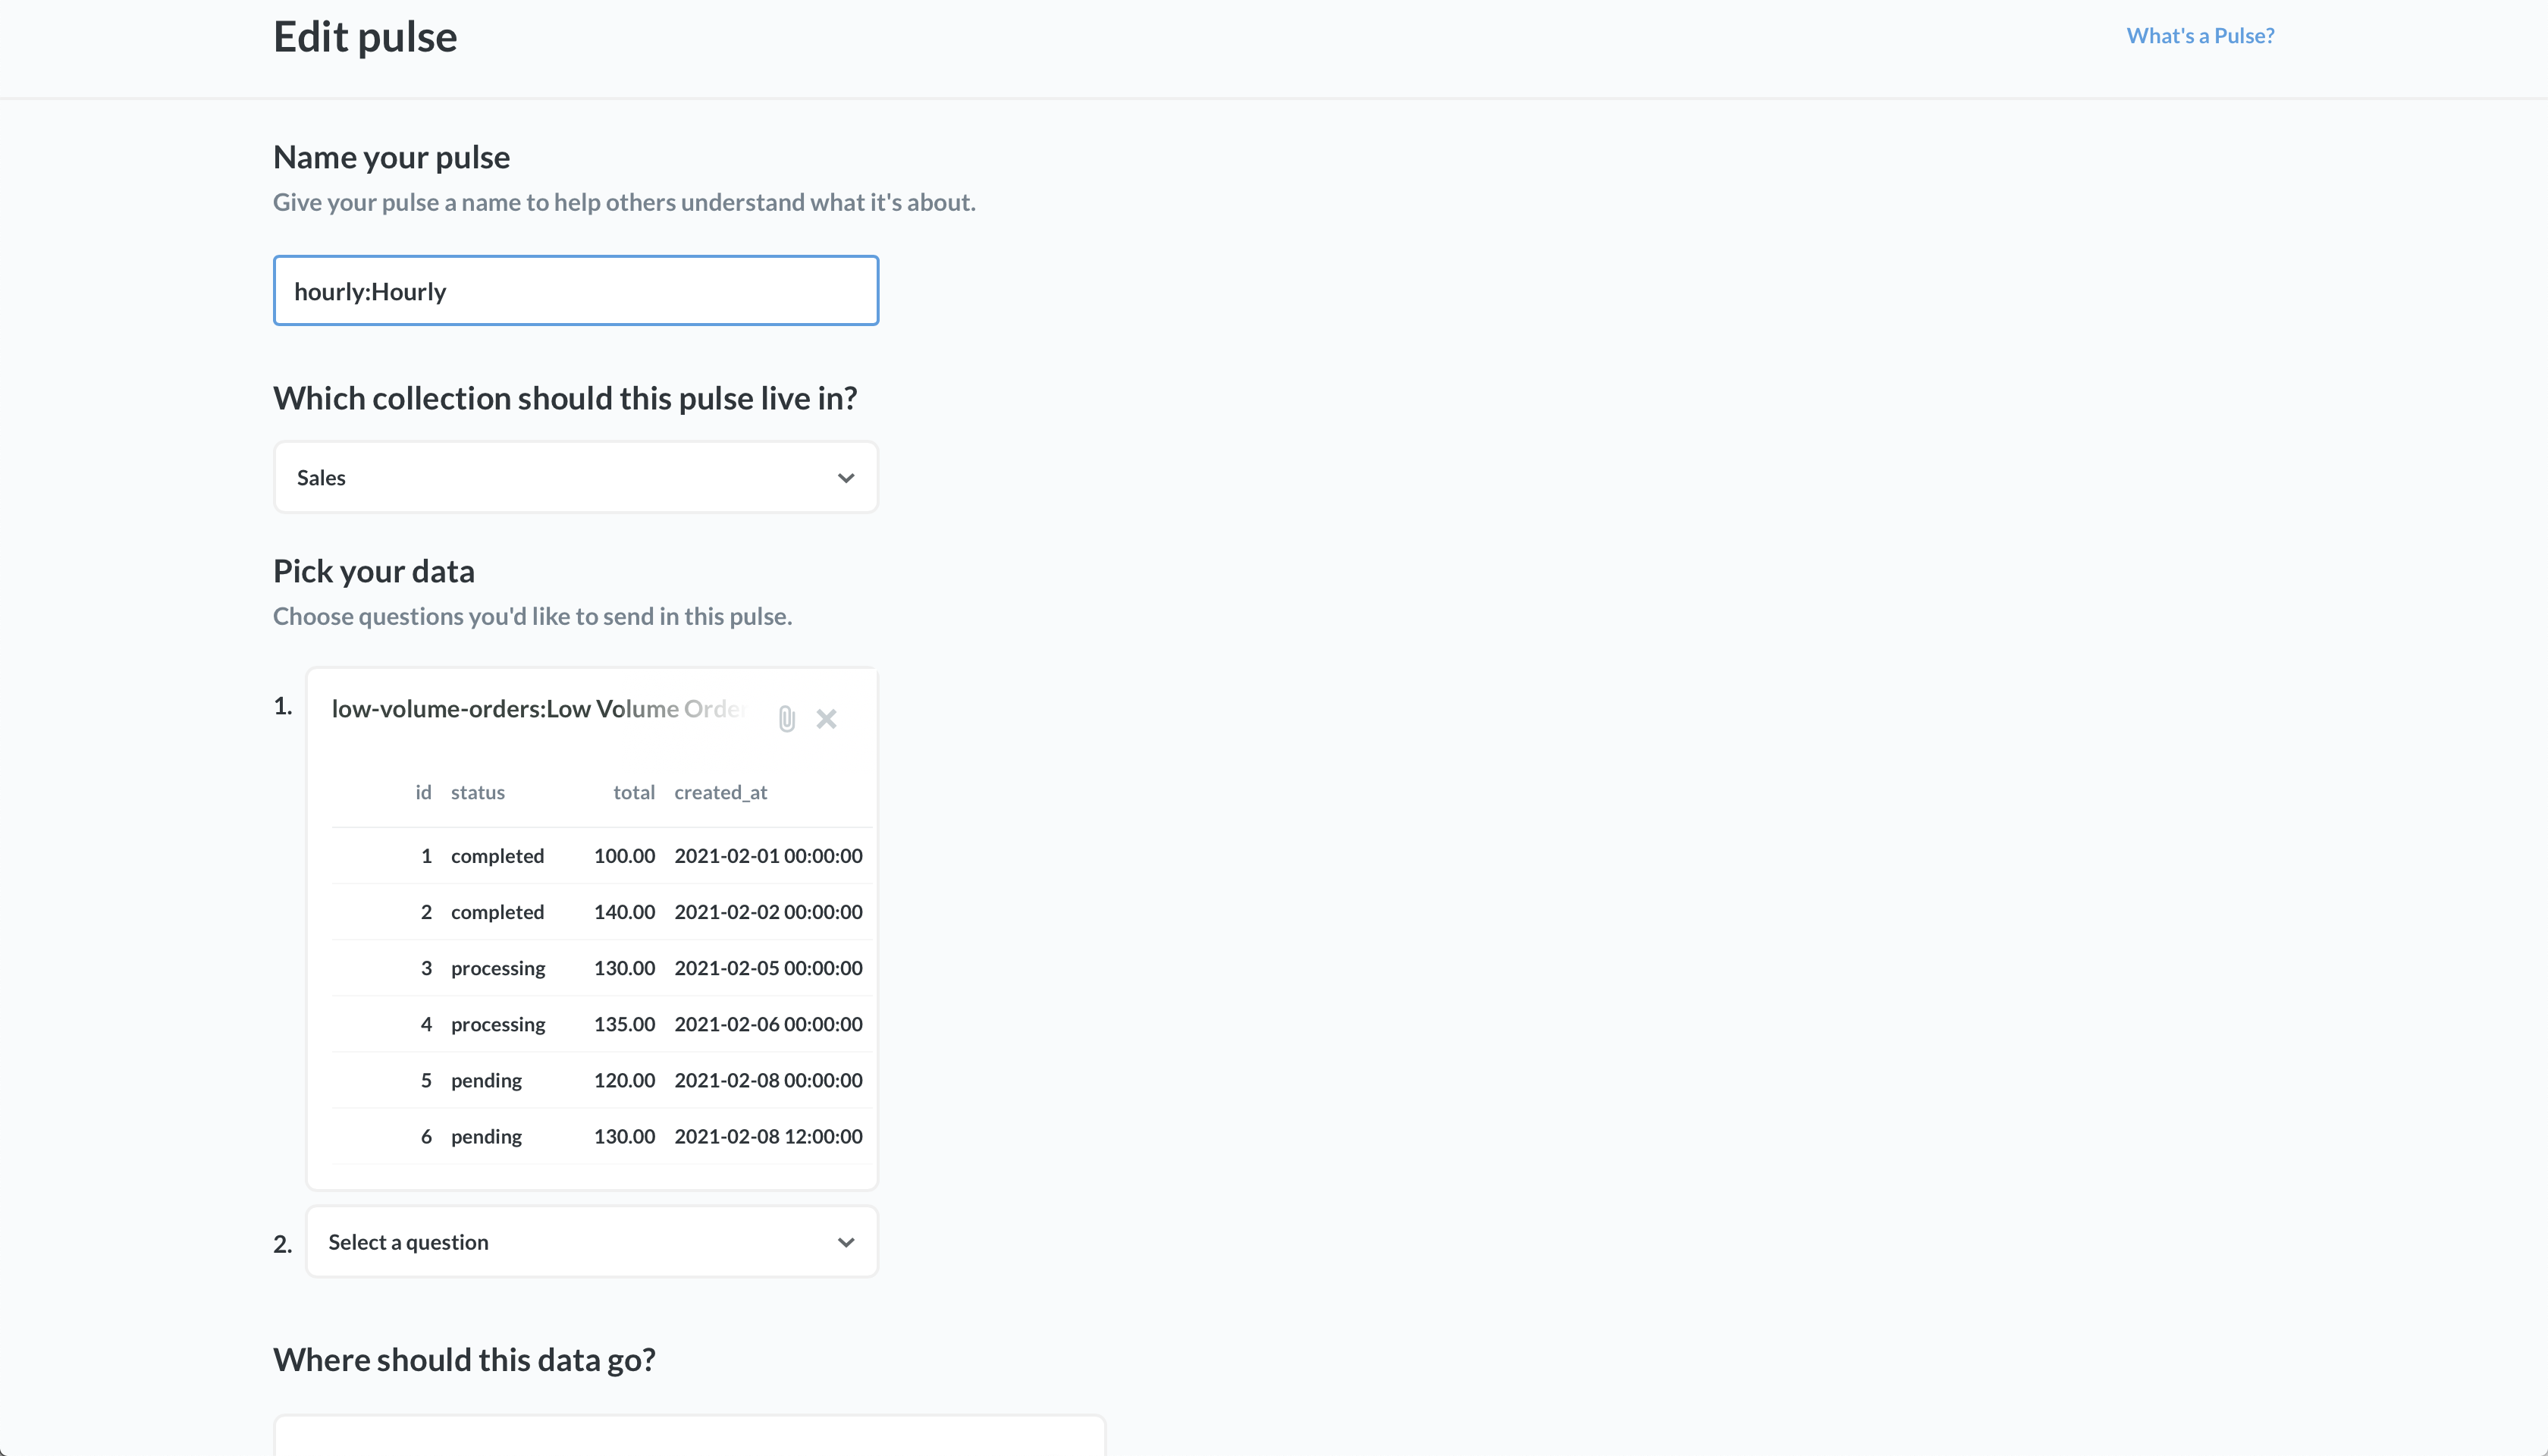 Edit pulse
What's a Pulse?
Name your pulse
Give your pulse a name to help others understand what it's about.
hourly:Hourly
Which collection should this pulse live in?
Sales
Pick your data
Choose questions you'd like to send in this pulse.
1.
low-volume-orders:Low Volume Order
id status total created_at
1 completed 100.00 2021-02-01 00:00:00
2 completed 140.00 2021-02-02 00:00:00
3 processing 130.00 2021-02-05 00:00:00
4 processing 135.00 2021-02-06 00:00:00
5 pending 120.00 2021-02-08 00:00:00
6 pending 130.00 2021-02-08 12:00:00
2.
Select a question
Where should this data go?